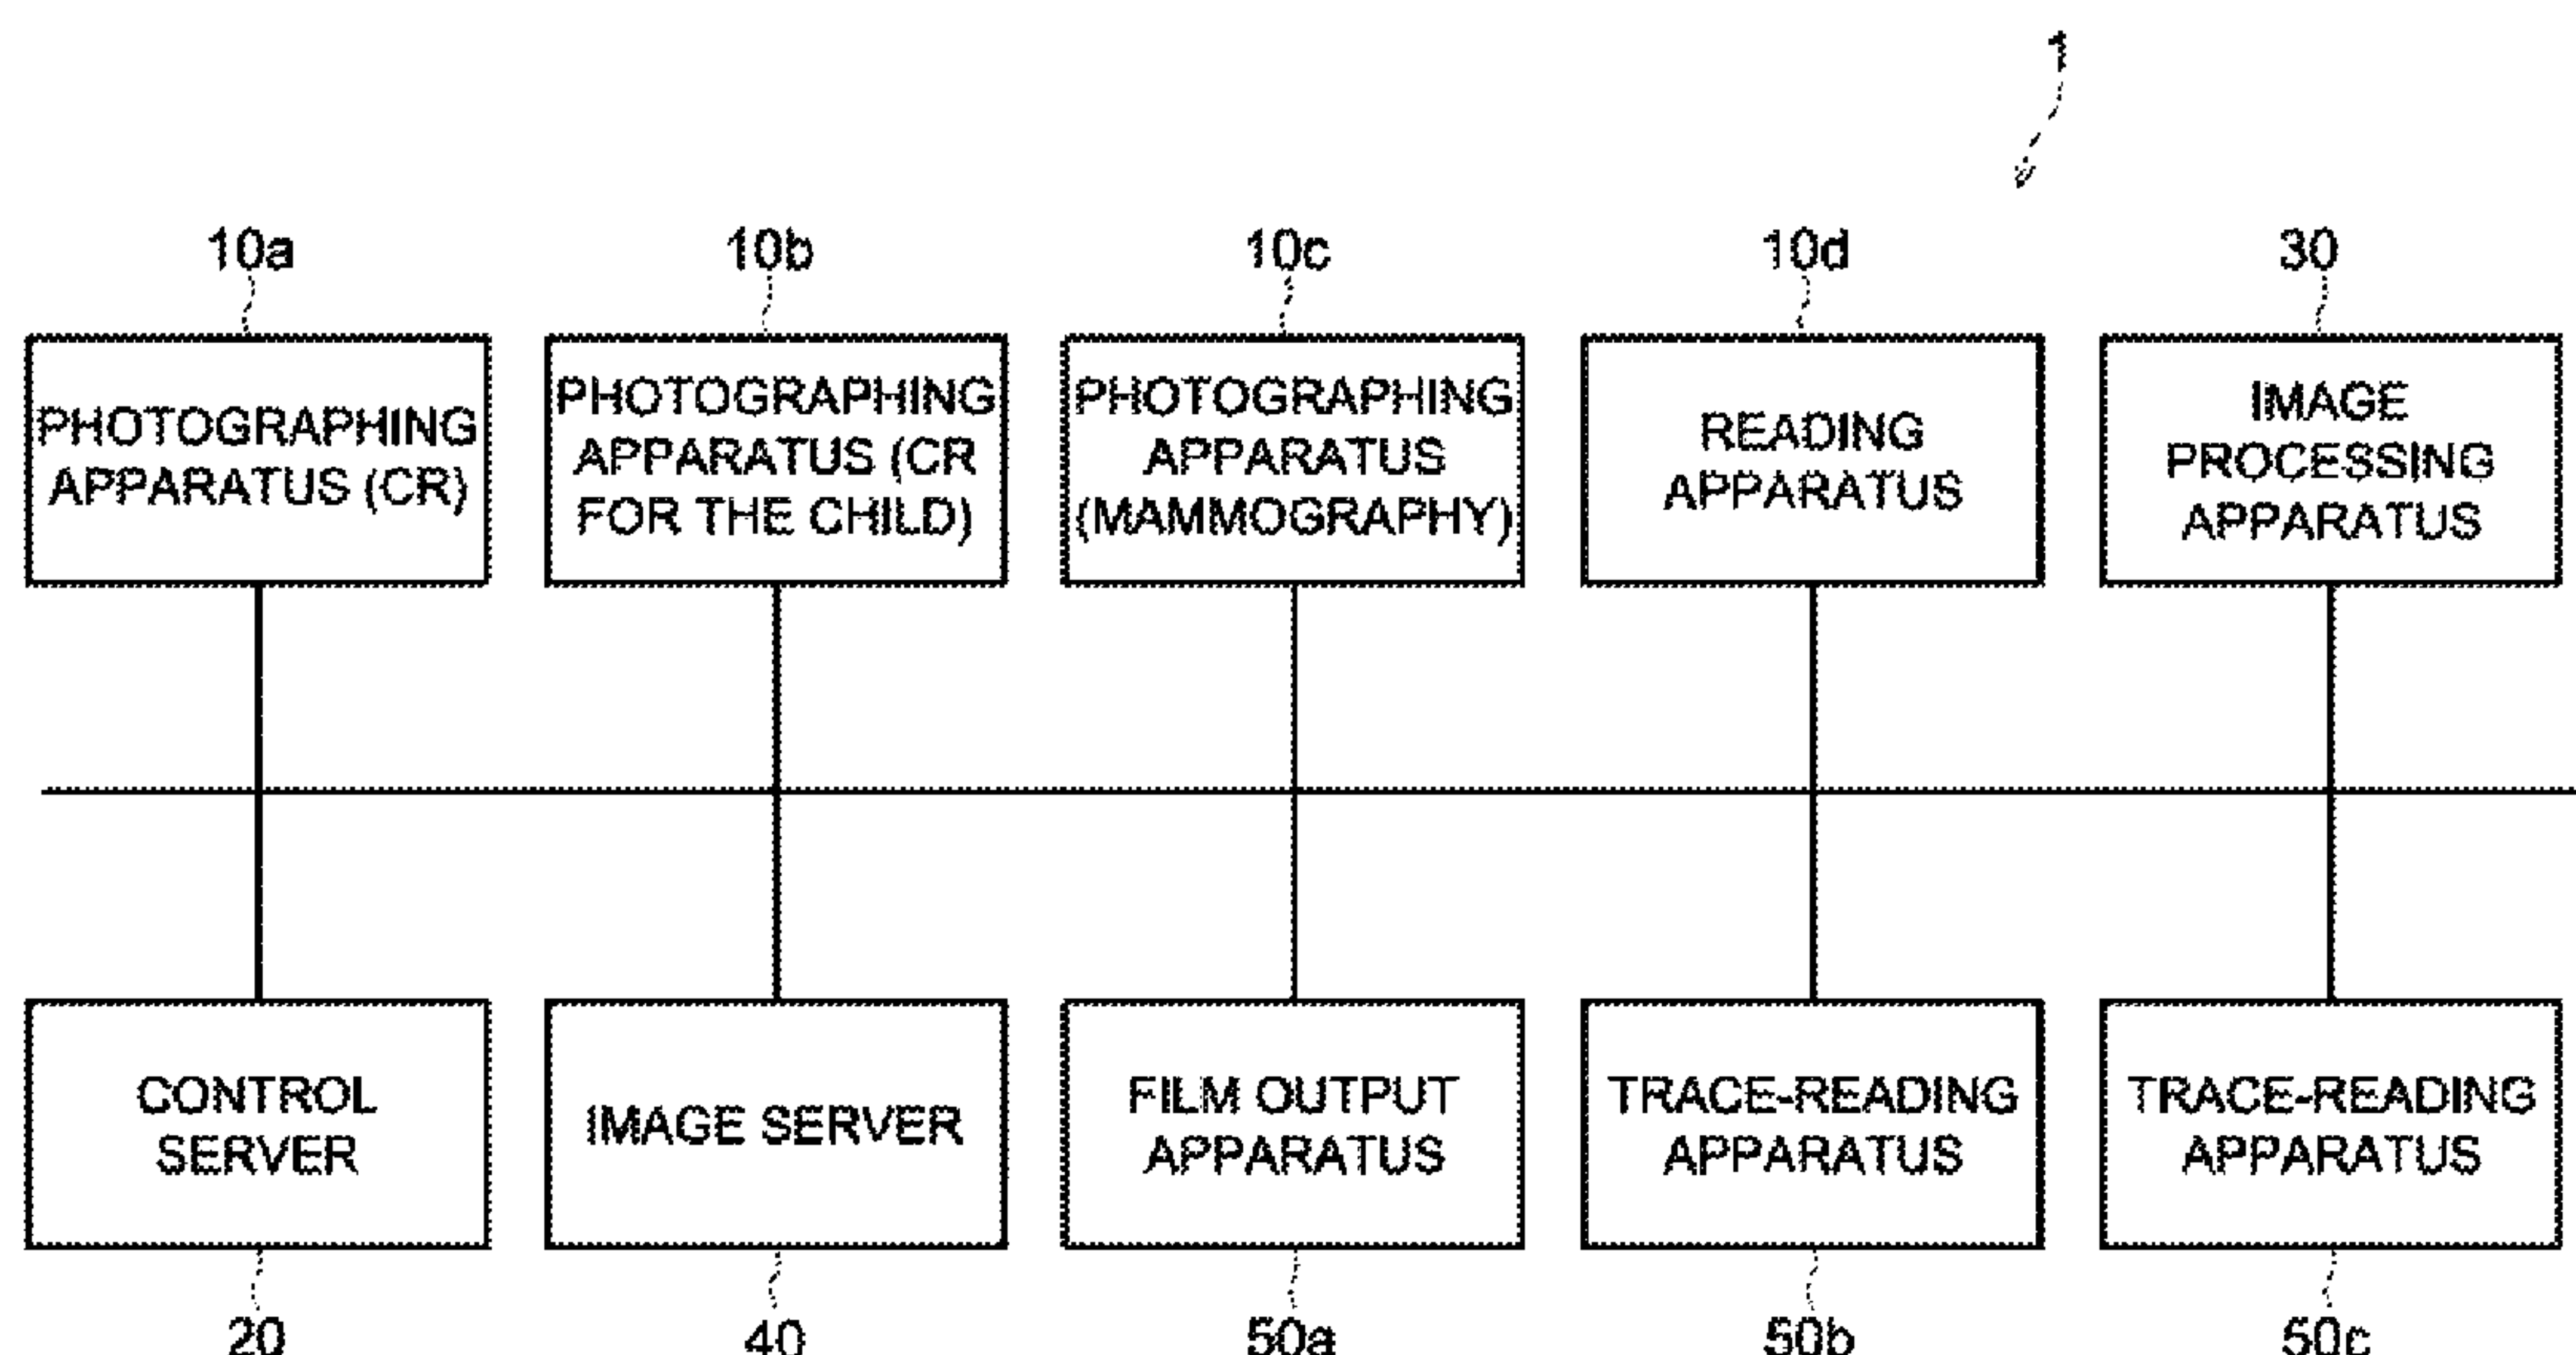 1
10a
10b
10c
10d
30
PHOTOGRAPHING
APPARATUS (CR)
PHOTOGRAPHING
APPARATUS (CR
FOR THE CHILD)
PHOTOGRAPHING
APPARATUS
(MAMMOGRAPHY)
READING
APPARATUS
IMAGE
PROCESSING
APPARATUS
CONTROL
SERVER
IMAGE SERVER
FILM OUTPUT
APPARATUS
TRACE-READING
APPARATUS
TRACE-READING
APPARATUS
20
40
50a
50b
50c